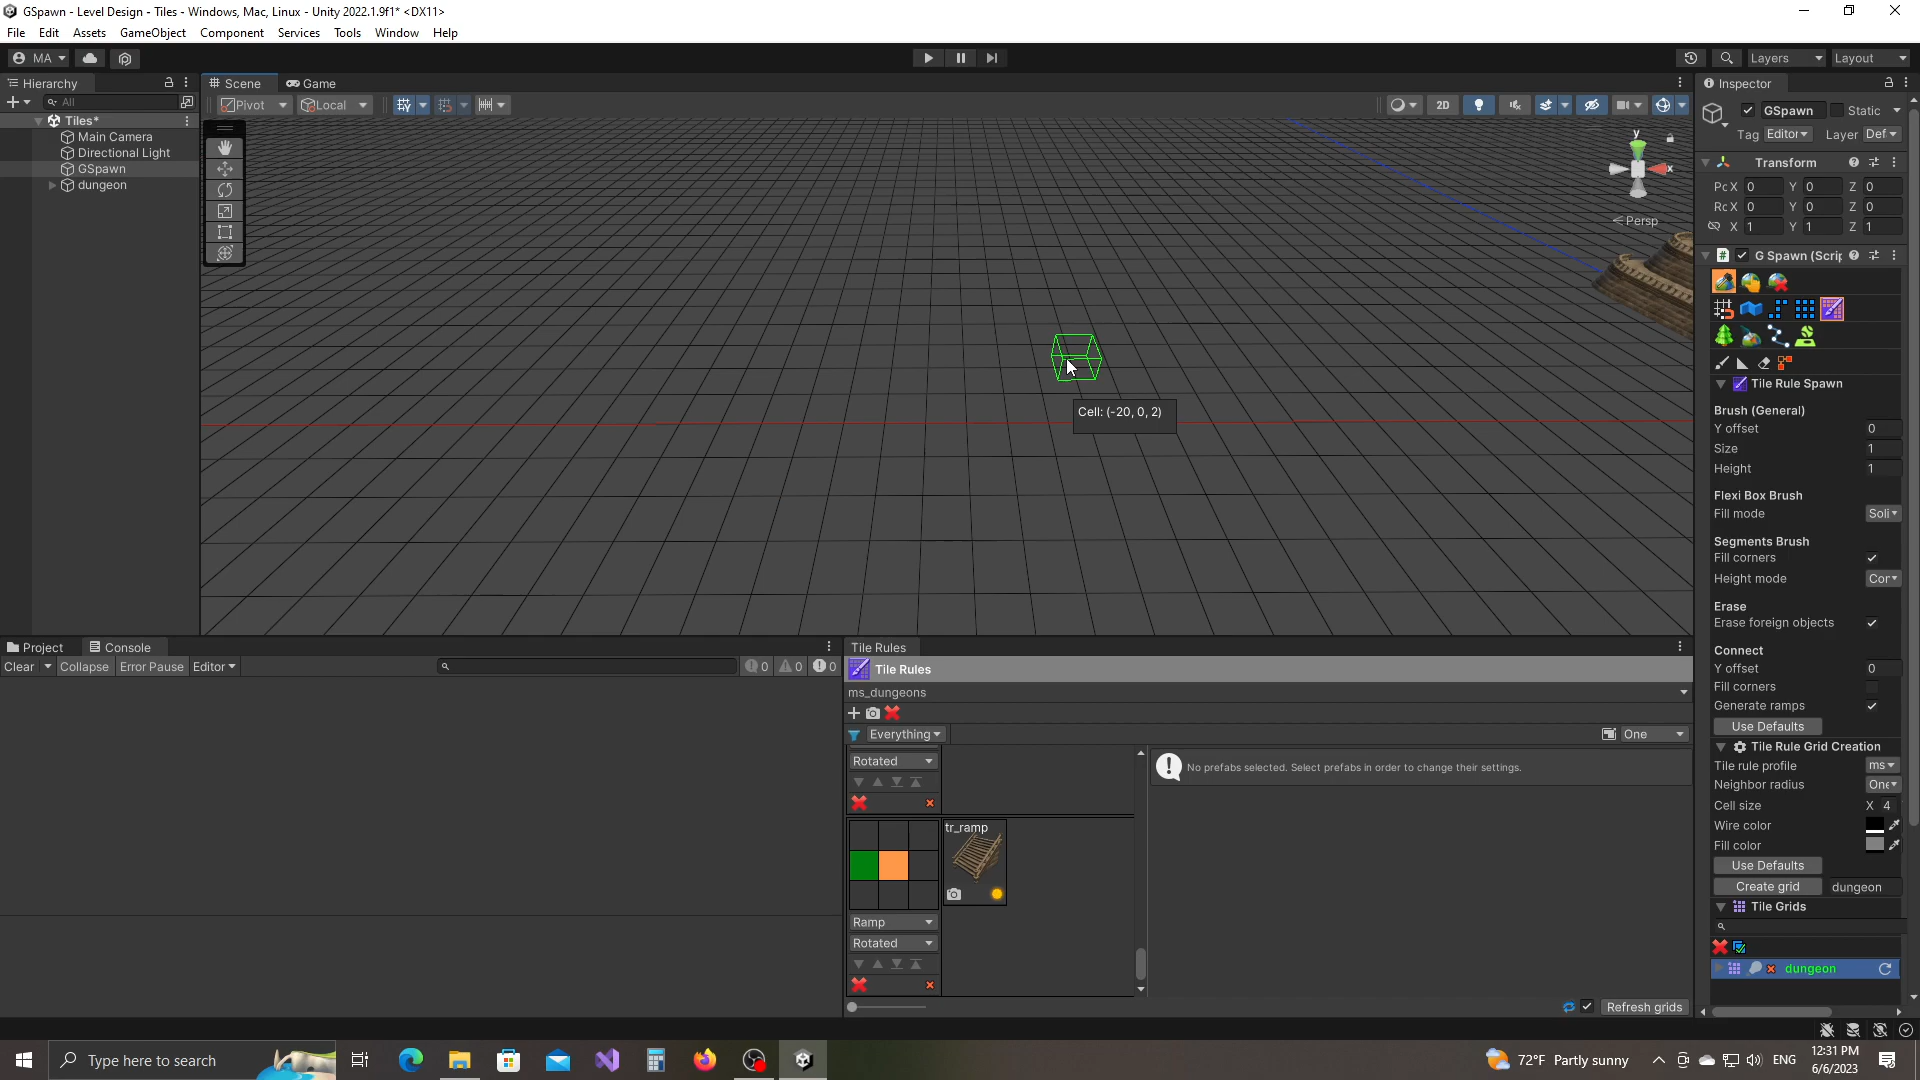 GSpawn - Level Design - Tiles - Windows, Mac, Linux - Unity 2022.1.9f1* <DX11>
File Edit Assets GameObject Component Services Tools Window Help
MA Layers Layout
Hierarchy
All
Tiles*
Main Camera
Directional Light
GSpawn
dungeon
Scene Game
Pivot Local 2D
y
x
Persp
Cell: (-20, 0, 2)
Project Console
Clear Collapse Error Pause Editor 0 0 0
Tile Rules
Tile Rules
ms_dungeons
Everything One
Rotated
No prefabs selected. Select prefabs in order to change their settings.
tr_ramp
Ramp
Rotated
Refresh grids
Inspector
GSpawn Static
Tag Editor Layer Def
Transform
X 0 Y 0 Z 0
X 0 Y 0 Z 0
X 1 Y 1 Z 1
G Spawn (Scrip
Tile Rule Spawn
Brush (General)
Y offset 0
Size 1
Height 1
Flexi Box Brush
Fill mode Soli
Segments Brush
Fill corners
Height mode Cor
Erase
Erase foreign objects
Connect
Y offset 0
Fill corners
Generate ramps
Use Defaults
Tile Rule Grid Creation
Tile rule profile ms
Neighbor radius One
Cell size X 4
Wire color
Fill color
Use Defaults
Create grid dungeon
Tile Grids
dungeon
Type here to search
72°F Partly sunny ENG
12:31 PM
6/6/2023